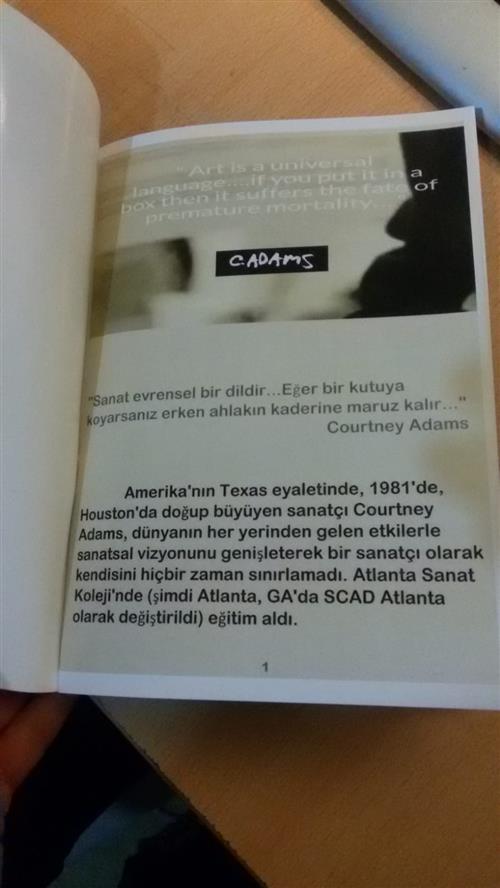 "Art is a universal
language....if you put it in a
box then it suffers the fate of
premature mortality...."
C.ADAMS
"Sanat evrensel bir dildir...Eğer bir kutuya
koyarsanız erken ahlakın kaderine maruz kalır..."
Courtney Adams
Amerika'nın Texas eyaletinde, 1981'de,
Houston'da doğup büyüyen sanatçı Courtney
Adams, dünyanın her yerinden gelen etkilerle
sanatsal vizyonunu genişleterek bir sanatçı olarak
kendisini hiçbir zaman sınırlamadı. Atlanta Sanat
Koleji'nde (şimdi Atlanta, GA'da SCAD Atlanta
olarak değiştirildi) eğitim aldı.
1